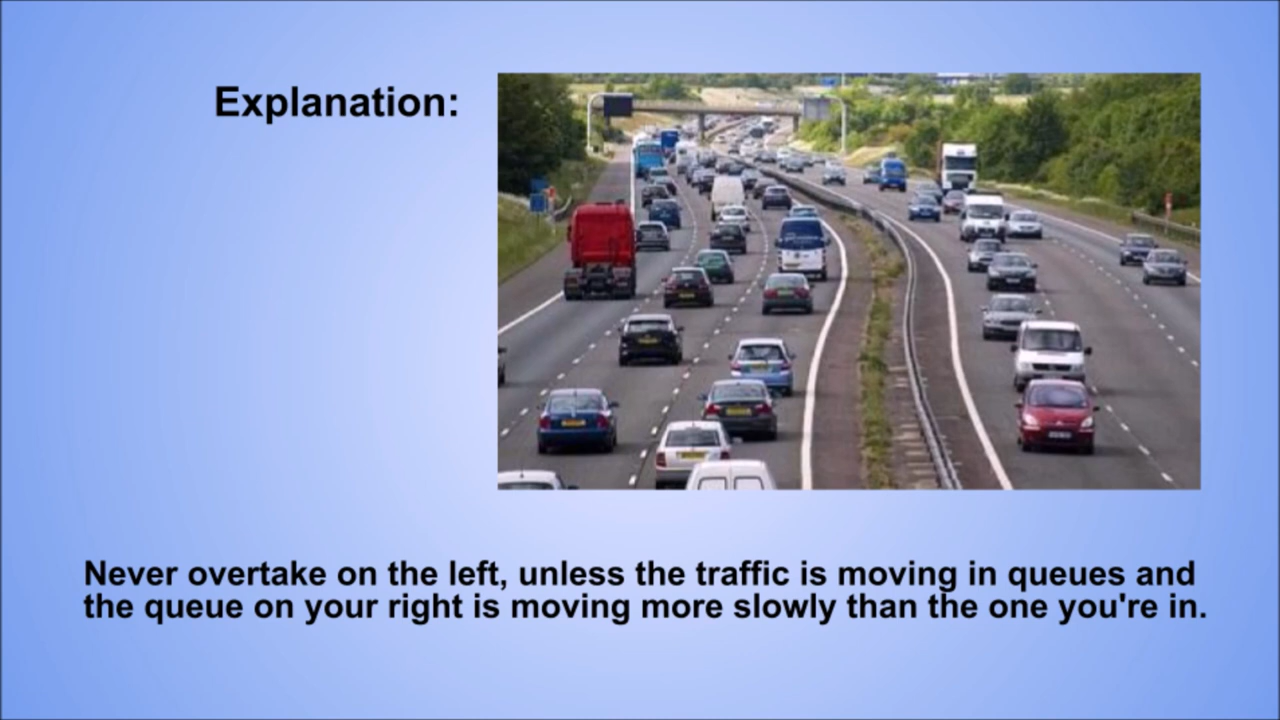 Explanation:
Never overtake on the left, unless the traffic is moving in queues and
the queue on your right is moving more slowly than the one you're in.